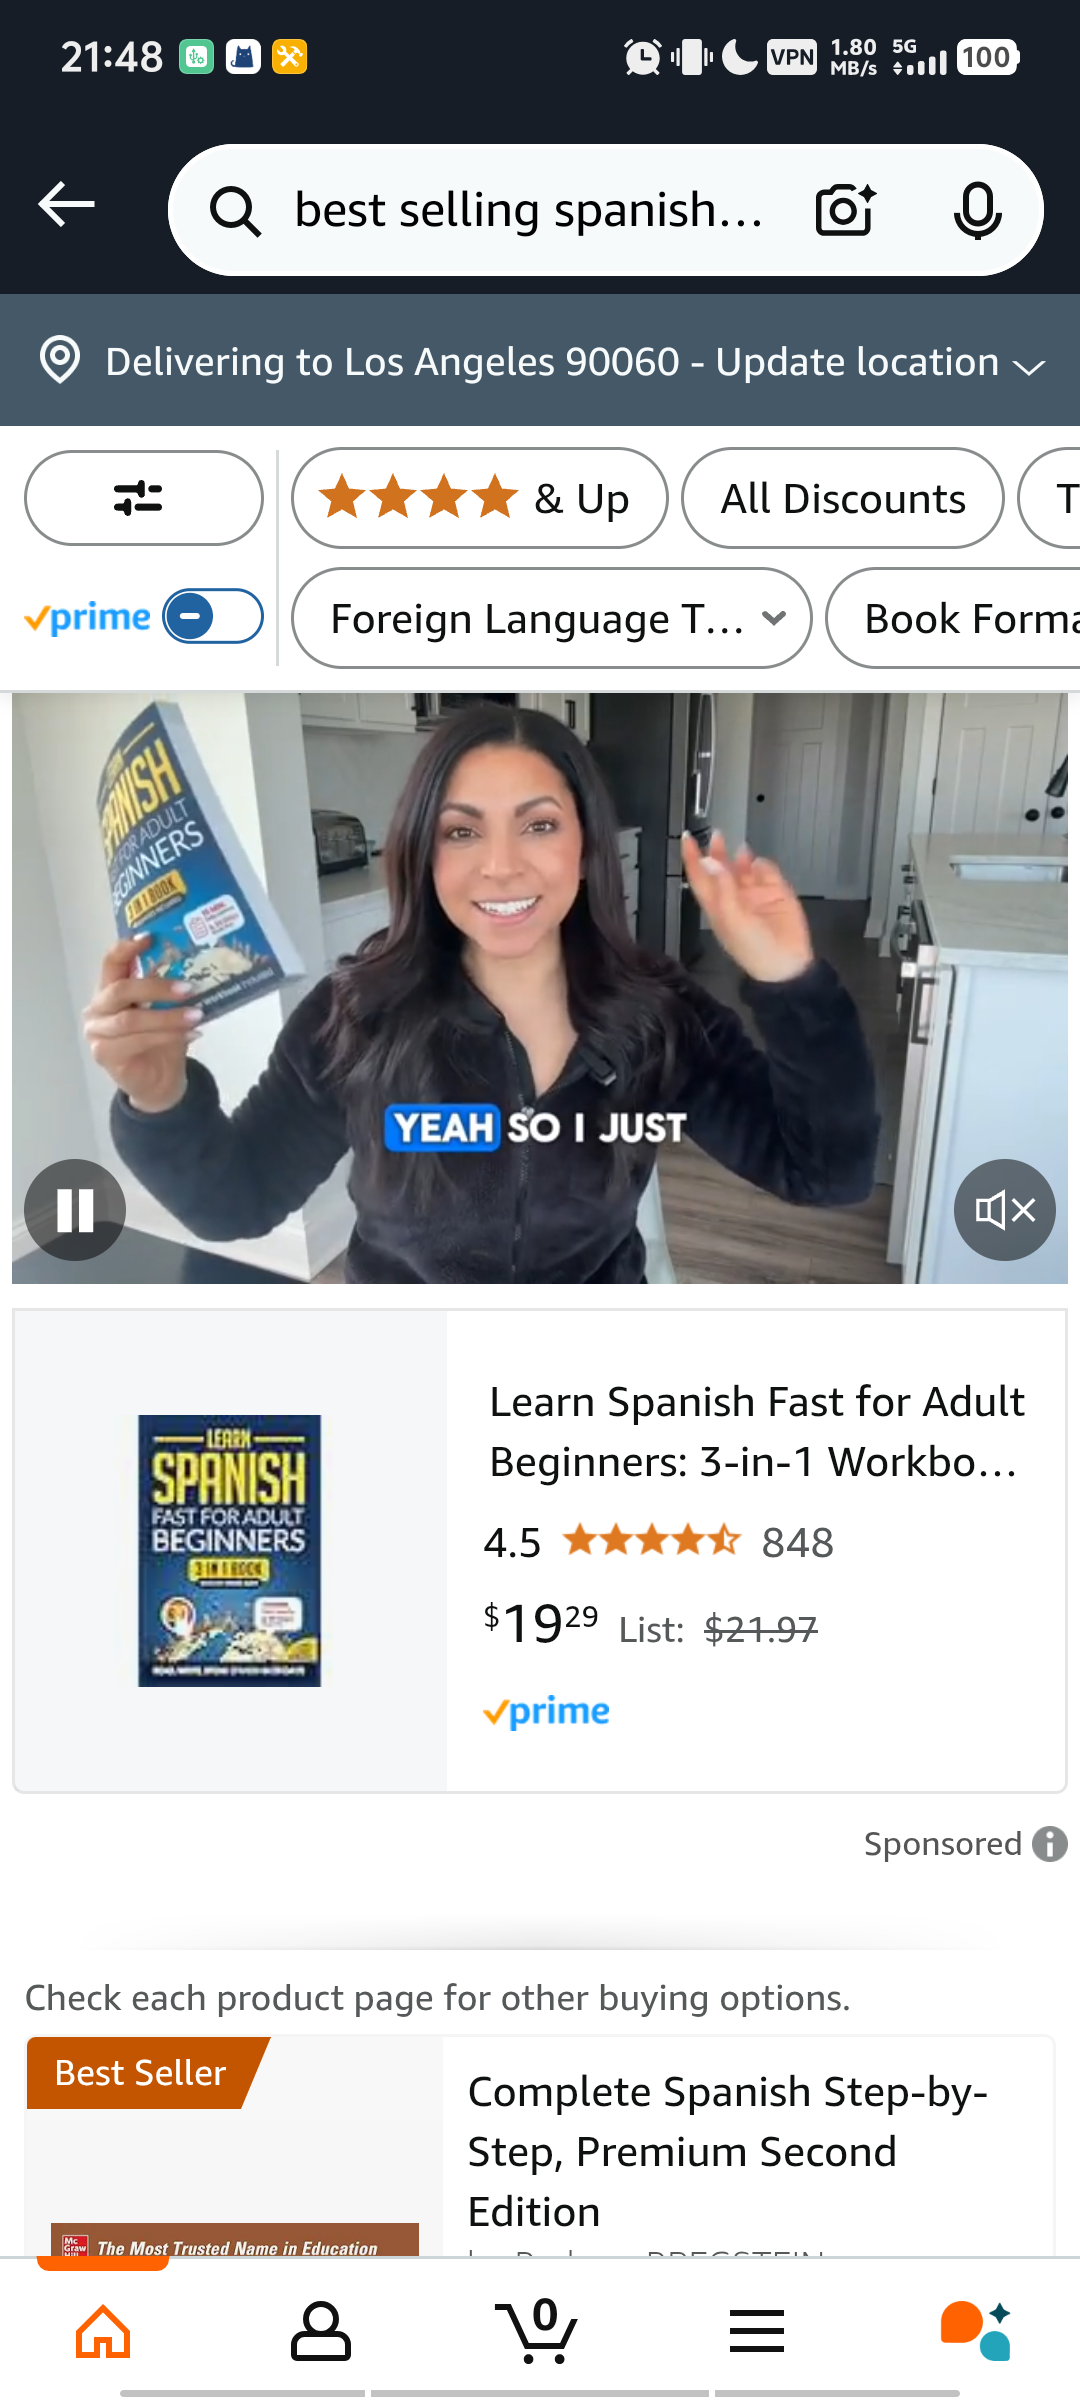 21:48
VPN
1.80
MB/s
5G
100
best selling spanish...
Delivering to Los Angeles 90060 - Update location
& Up
All Discounts
T
prime
Foreign Language T...
Book Forma
SPANISH
FOR ADULT
BEGINNERS
3 IN 1 BOOK
YEAH SO I JUST
LEARN
SPANISH
FAST FOR ADULT
BEGINNERS
3 IN 1 BOOK
Learn Spanish Fast for Adult
Beginners: 3-in-1 Workbo...
4.5
848
$19.29 List: $21.97
prime
Sponsored
Check each product page for other buying options.
Best Seller
Complete Spanish Step-by-
Step, Premium Second
Edition
Mc
Graw
Hill
The Most Trusted Name in Education
0